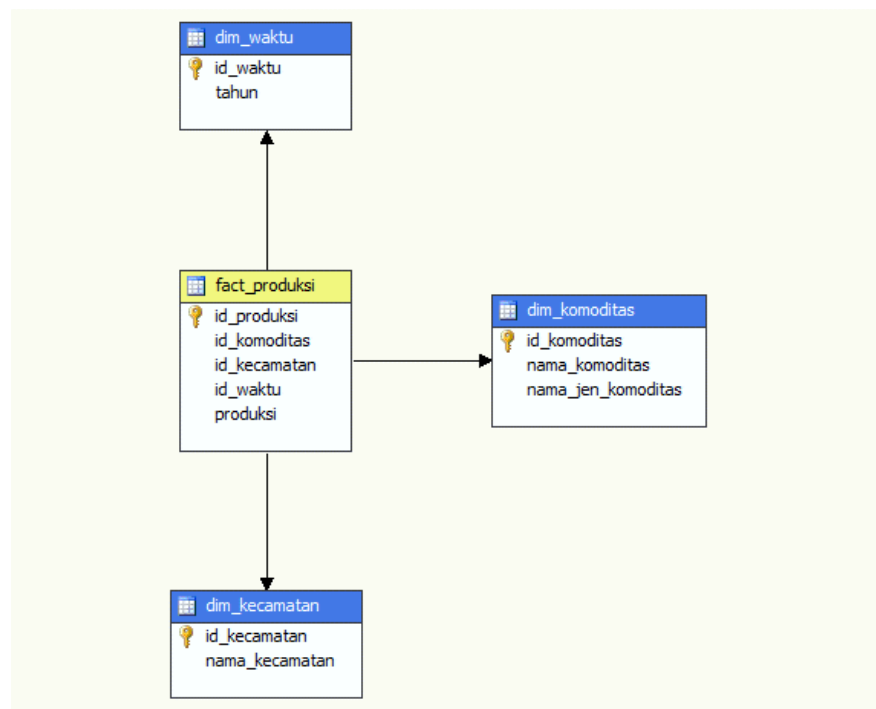 dim_waktu
id_waktu
tahun
fact_produksi
id_produksi
id_komoditas
id_kecamatan
id_waktu
produksi
dim_komoditas
id_komoditas
nama_komoditas
nama_jen_komoditas
dim_kecamatan
id_kecamatan
nama_kecamatan